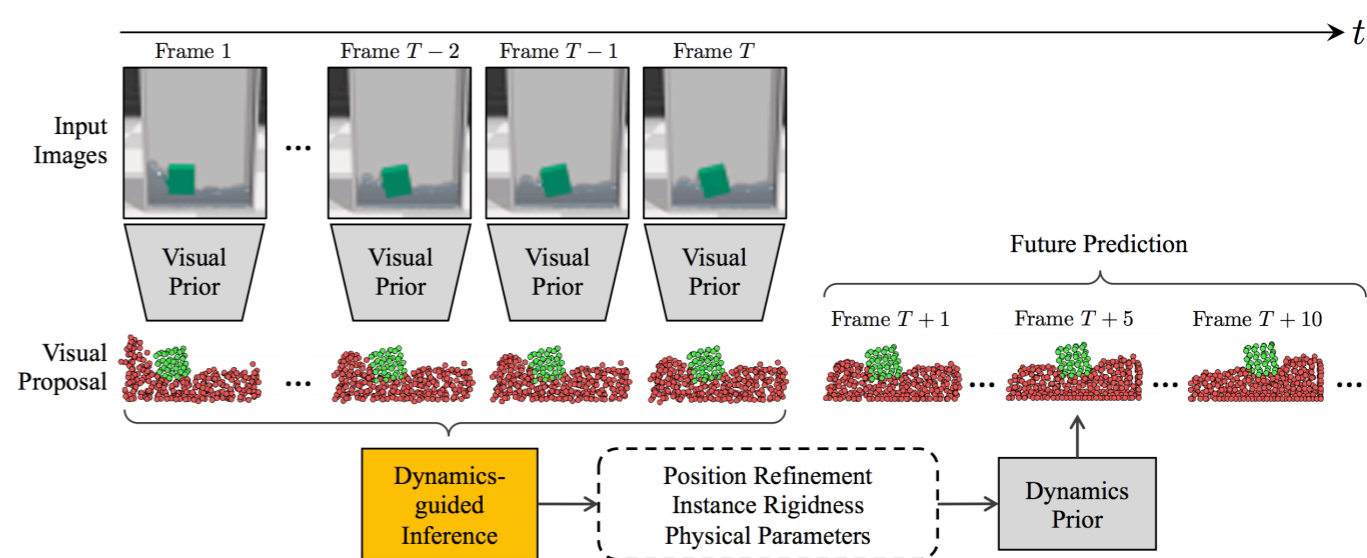 t
Frame 1
Frame T − 2
Frame T − 1
Frame T
Input
Images
...
Visual
Prior
Visual
Prior
Visual
Prior
Visual
Prior
Future Prediction
Frame T + 1
Frame T + 5
Frame T + 10
Visual
Proposal
...
...
...
...
Dynamics-
guided
Inference
Position Refinement
Instance Rigidness
Physical Parameters
Dynamics
Prior